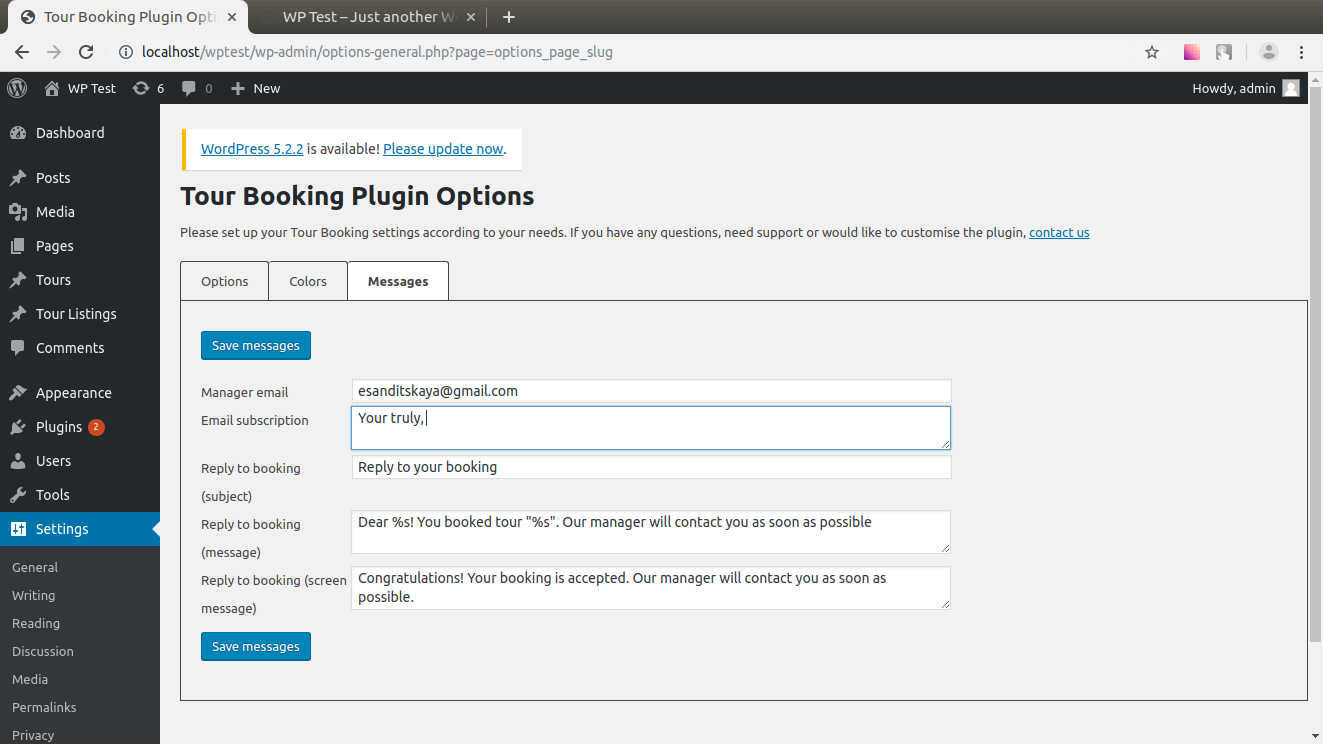 Tour Booking Plugin Opti
WP Test – Just another W
localhost/wptest/wp-admin/options-general.php?page=options_page_slug
WP Test 6 0 New Howdy, admin
Dashboard
Posts
Media
Pages
Tours
Tour Listings
Comments
Appearance
Plugins 2
Users
Tools
Settings
General
Writing
Reading
Discussion
Media
Permalinks
Privacy
WordPress 5.2.2 is available! Please update now.
Tour Booking Plugin Options
Please set up your Tour Booking settings according to your needs. If you have any questions, need support or would like to customise the plugin, contact us
Options Colors Messages
Save messages
Manager email esanditskaya@gmail.com
Email subscription Your truly,
Reply to booking
(subject)
Reply to your booking
Reply to booking
(message)
Dear %s! You booked tour "%s". Our manager will contact you as soon as possible
Reply to booking (screen
message)
Congratulations! Your booking is accepted. Our manager will contact you as soon as
possible.
Save messages